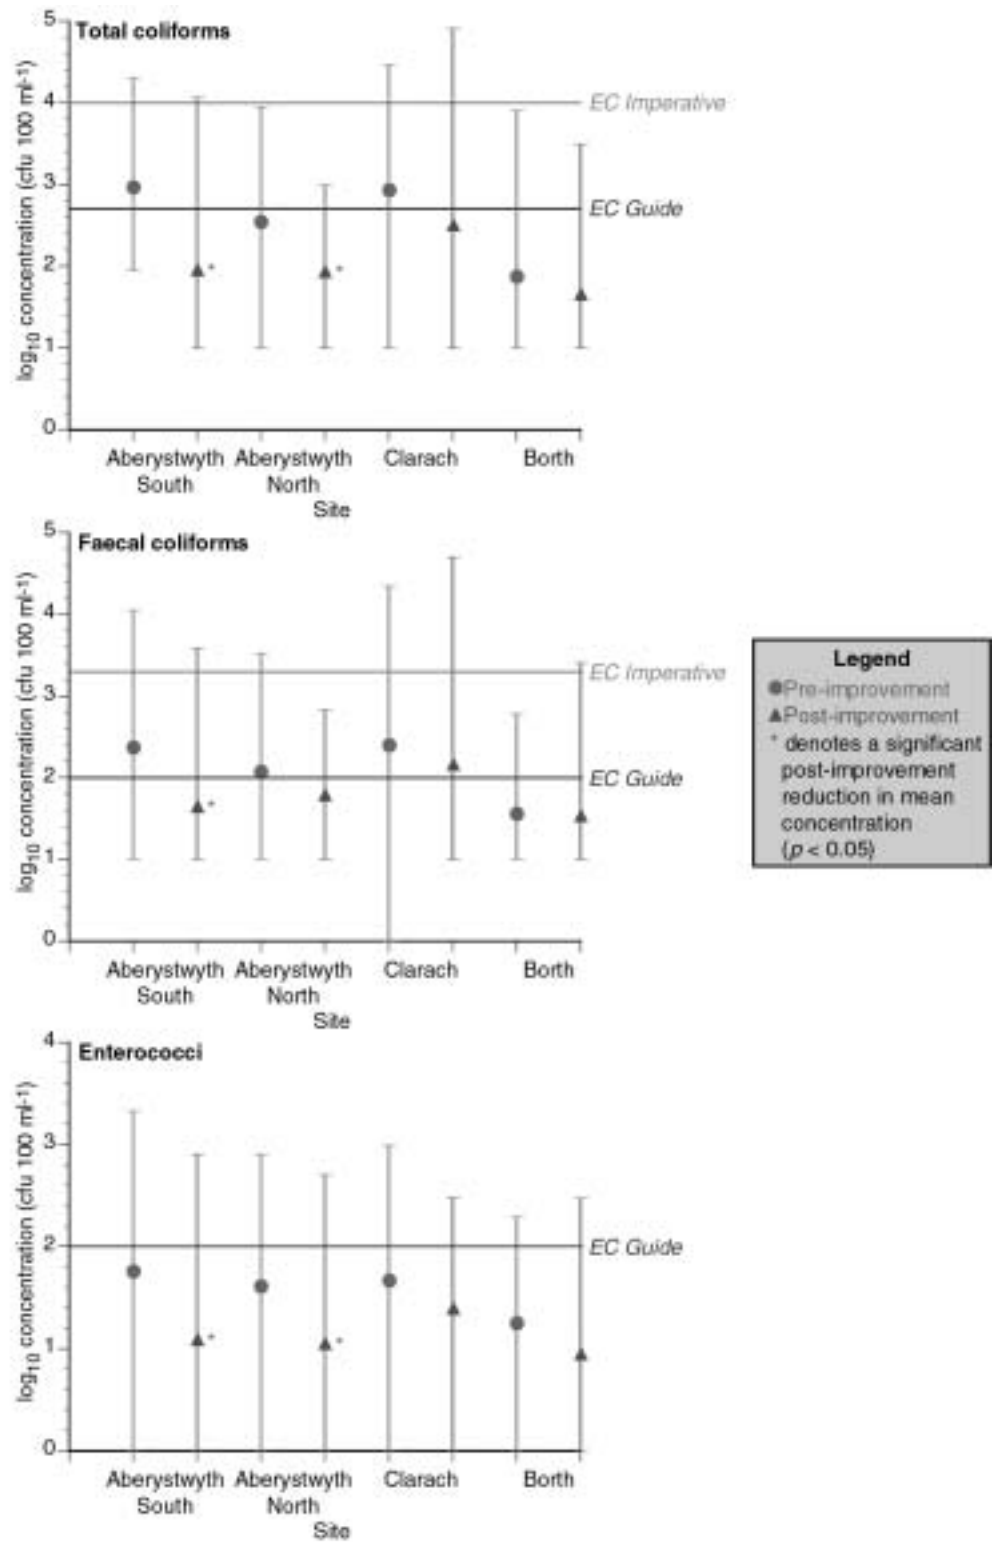 Total coliforms
log10 concentration (cfu 100 ml-1)
5
4
3
2
1
0
EC Imperative
EC Guide
*
*
Aberystwyth South
Aberystwyth North
Clarach
Borth
Site
Faecal coliforms
log10 concentration (cfu 100 ml-1)
5
4
3
2
1
0
EC Imperative
EC Guide
*
Aberystwyth South
Aberystwyth North
Clarach
Borth
Site
Legend
Pre-improvement
Post-improvement
* denotes a significant
post-improvement
reduction in mean
concentration
(p < 0.05)
Enterococci
log10 concentration (cfu 100 ml-1)
4
3
2
1
0
EC Guide
*
*
Aberystwyth South
Aberystwyth North
Clarach
Borth
Site